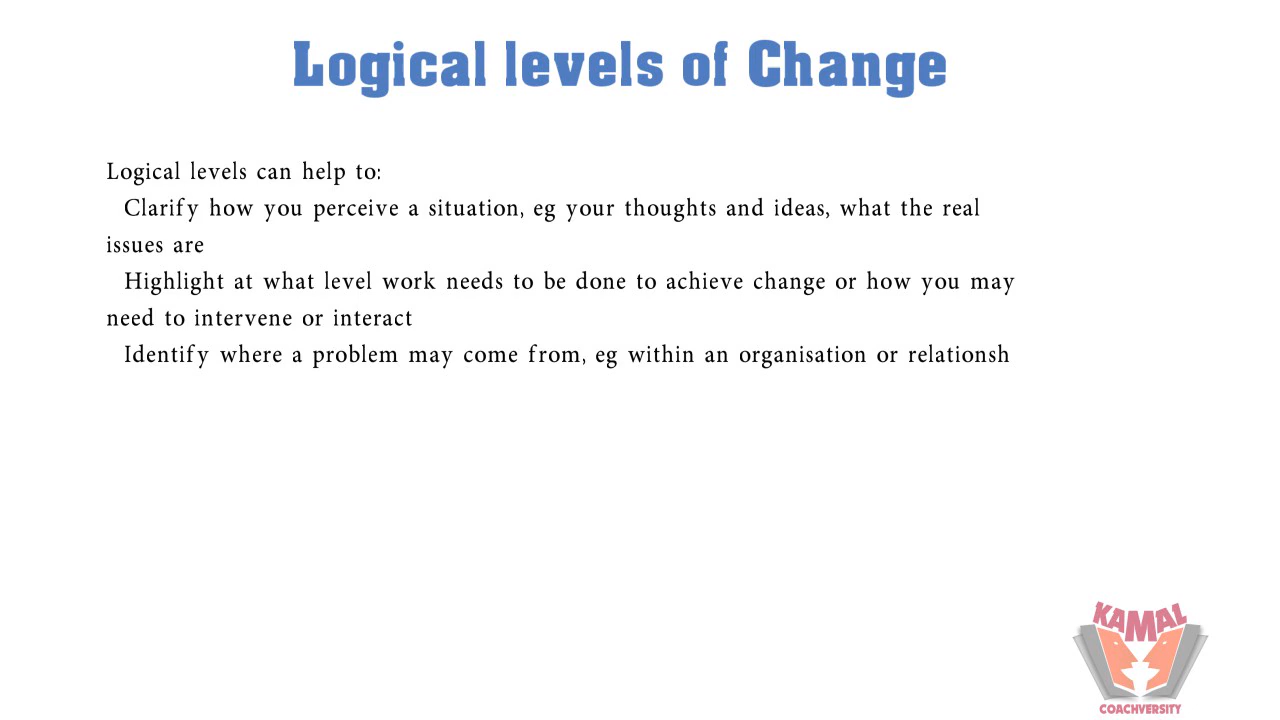 Logical levels of Change
Logical levels can help to:
Clarify how you perceive a situation, eg your thoughts and ideas, what the real
issues are
Highlight at what level work needs to be done to achieve change or how you may
need to intervene or interact
Identify where a problem may come from, eg within an organisation or relationsh
KAMAL
COACHVERSITY